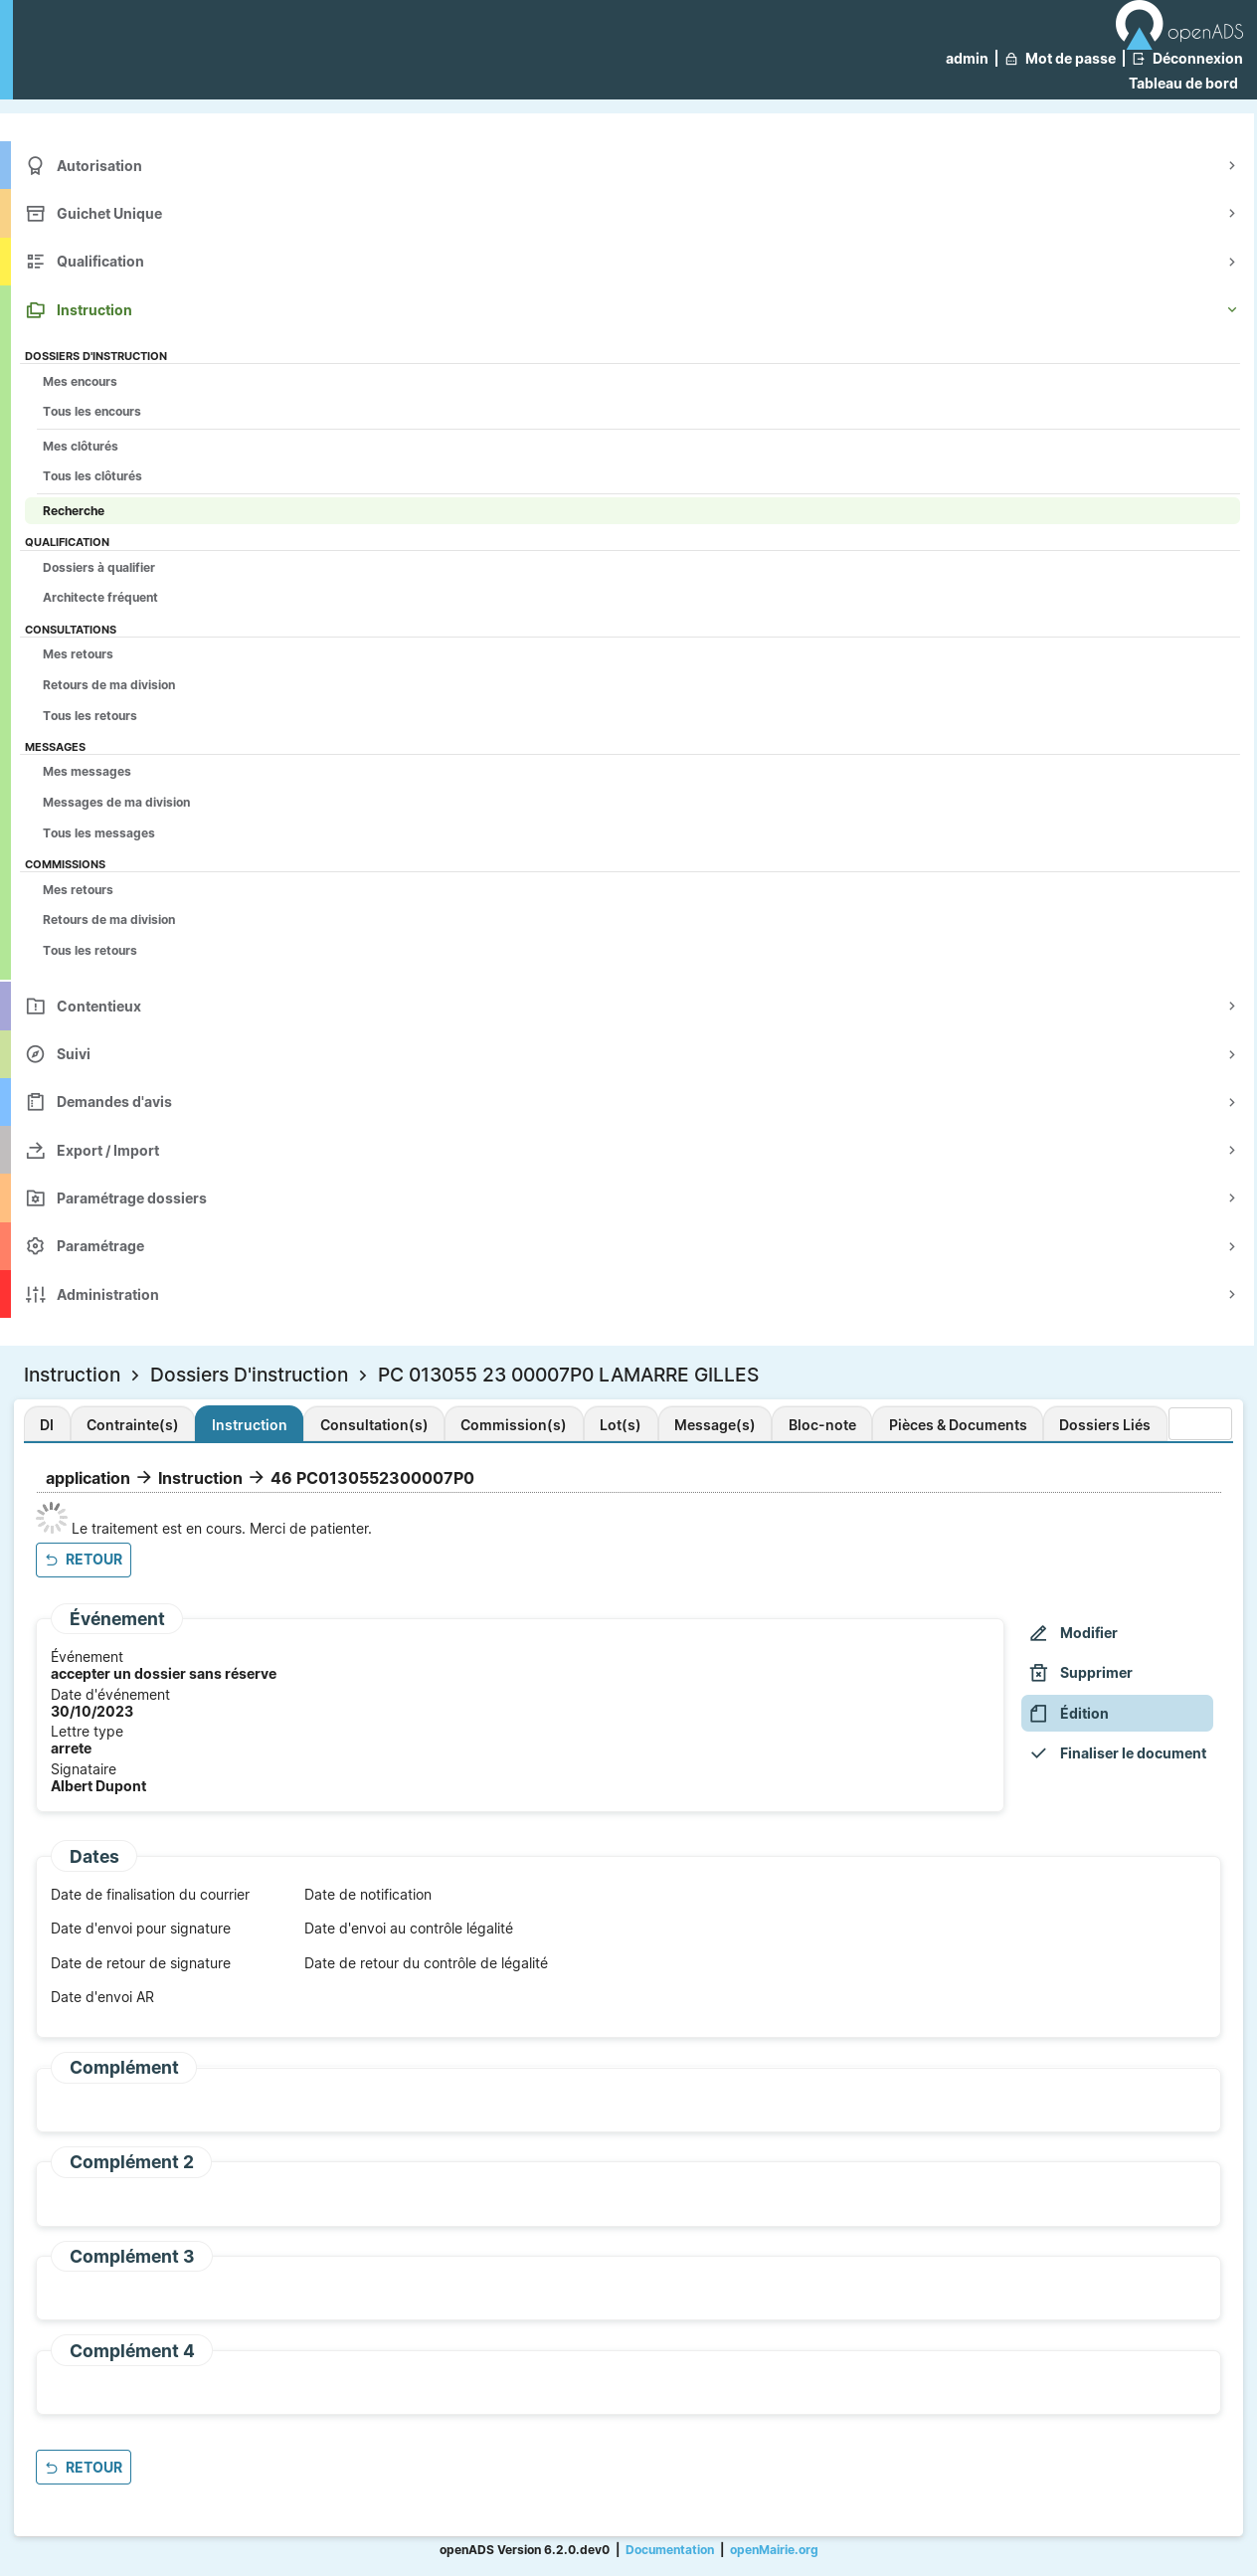 openADS
admin | Mot de passe | Déconnexion
Tableau de bord
Autorisation
Guichet Unique
Qualification
Instruction
DOSSIERS D'INSTRUCTION
Mes encours
Tous les encours
Mes clôturés
Tous les clôturés
Recherche
QUALIFICATION
Dossiers à qualifier
Architecte fréquent
CONSULTATIONS
Mes retours
Retours de ma division
Tous les retours
MESSAGES
Mes messages
Messages de ma division
Tous les messages
COMMISSIONS
Mes retours
Retours de ma division
Tous les retours
Contentieux
Suivi
Demandes d'avis
Export / Import
Paramétrage dossiers
Paramétrage
Administration
Instruction > Dossiers D'instruction > PC 013055 23 00007P0 LAMARRE GILLES
DI Contrainte(s) Instruction Consultation(s) Commission(s) Lot(s) Message(s) Bloc-note Pièces & Documents Dossiers Liés
application → Instruction → 46 PC0130552300007P0
Le traitement est en cours. Merci de patienter.
RETOUR
Événement
Événement
accepter un dossier sans réserve
Date d'événement
30/10/2023
Lettre type
arrete
Signataire
Albert Dupont
Modifier
Supprimer
Édition
Finaliser le document
Dates
Date de finalisation du courrier Date de notification
Date d'envoi pour signature Date d'envoi au contrôle légalité
Date de retour de signature Date de retour du contrôle de légalité
Date d'envoi AR
Complément
Complément 2
Complément 3
Complément 4
RETOUR
openADS Version 6.2.0.dev0 | Documentation | openMairie.org